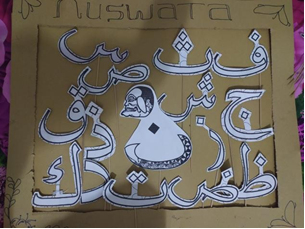 NUSWATA
ف ث س
ج ش ص
ز ن ق
ظ ض ت ذ ك